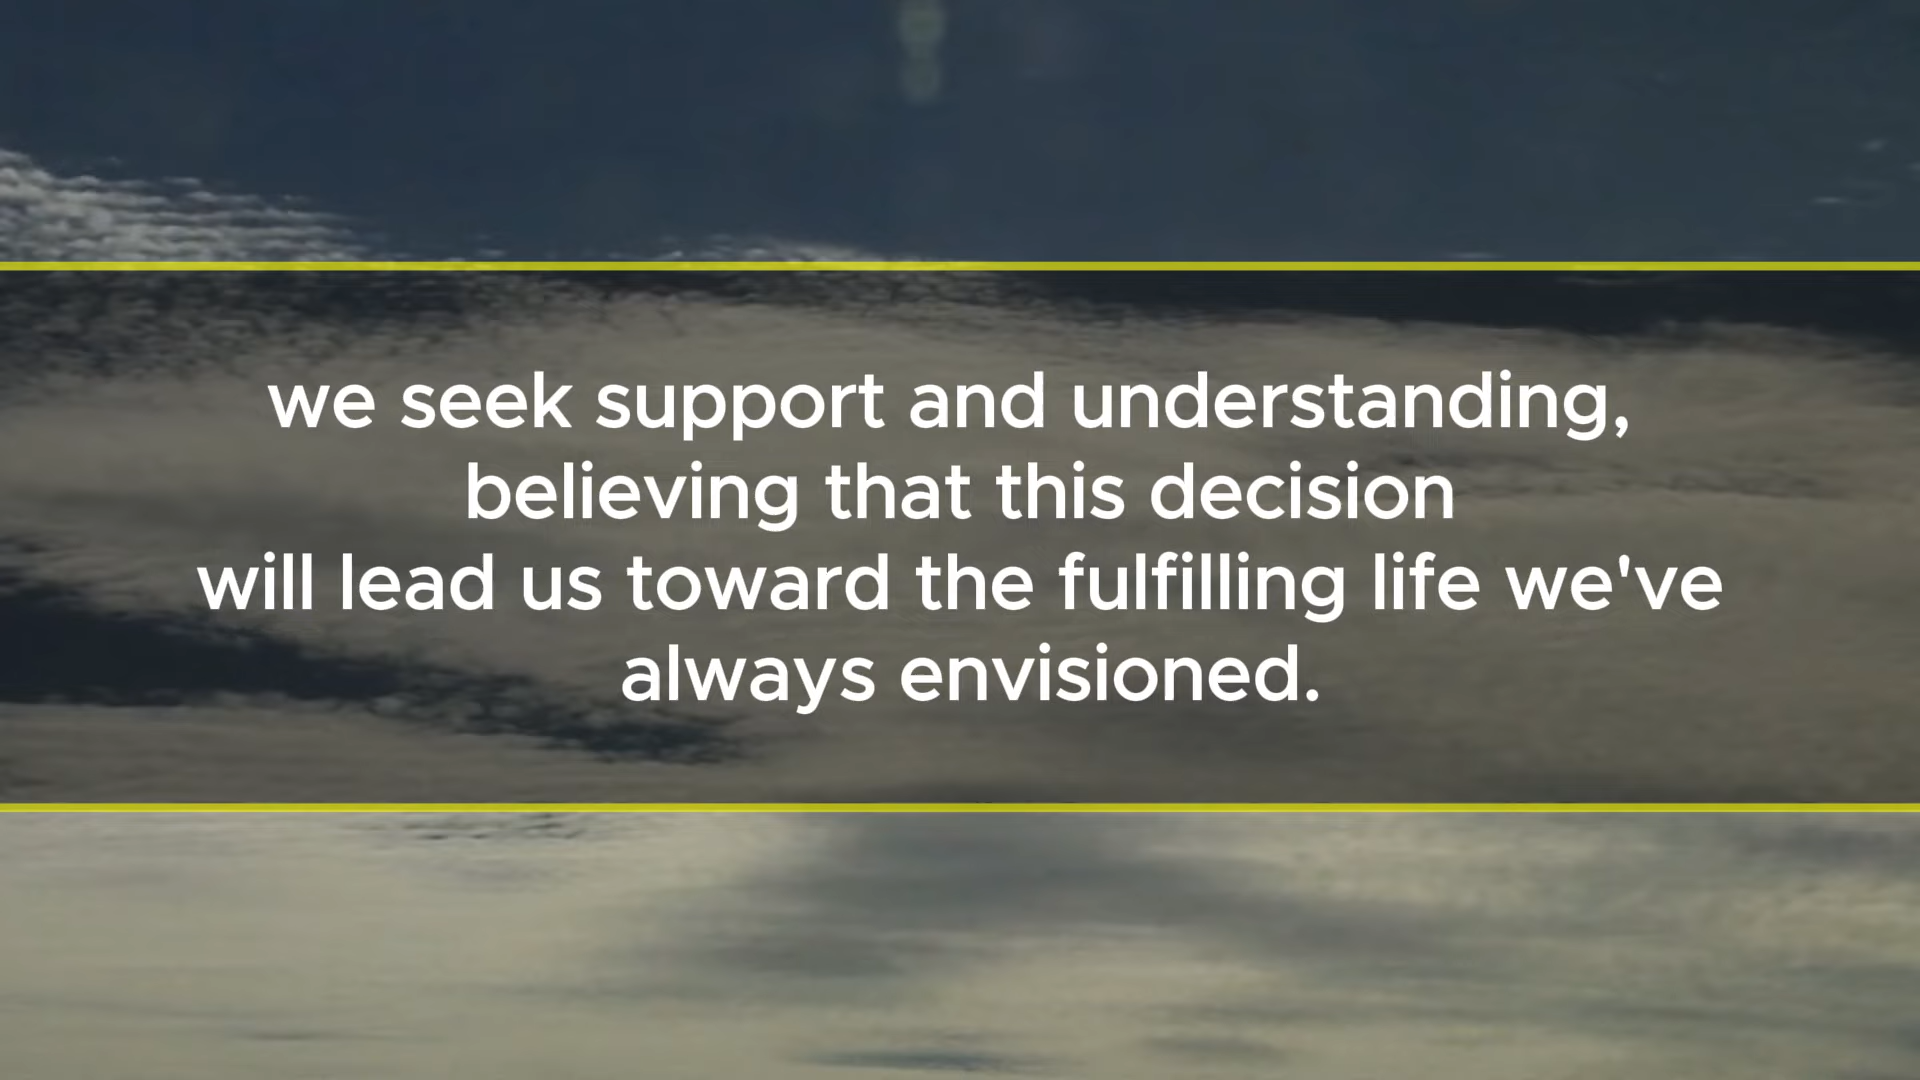 we seek support and understanding,
believing that this decision
will lead us toward the fulfilling life we've
always envisioned.